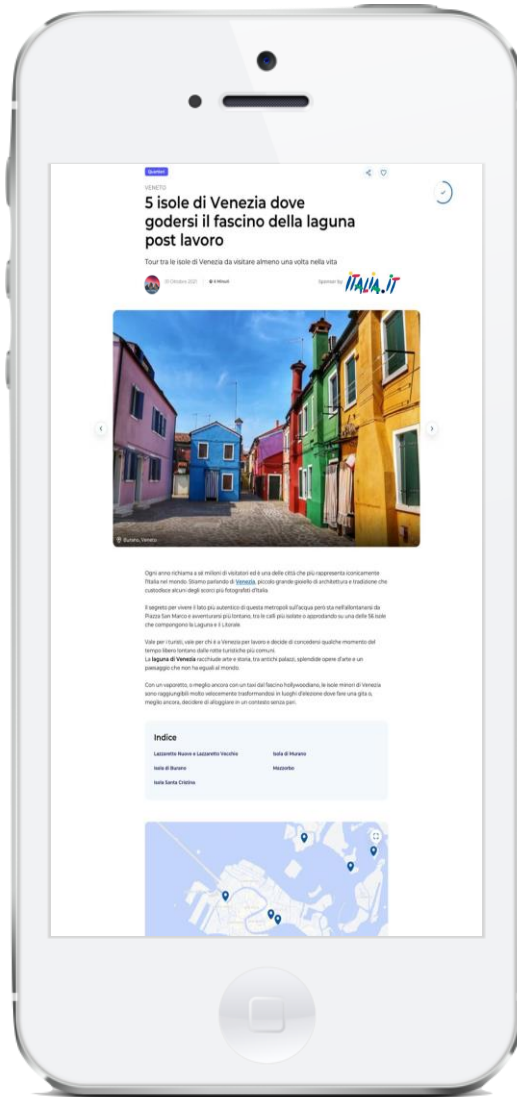 Quartieri
VENETO
5 isole di Venezia dove
godersi il fascino della laguna
post lavoro
Tour tra le isole di Venezia da visitare almeno una volta nella vita
Ottobre 2021
6 Minuti
Sponsor by
ITALIA.IT
Burano, Veneto
Ogni anno richiama a sé milioni di visitatori ed è una delle città che più rappresenta iconicamente
l'Italia nel mondo. Stiamo parlando di Venezia, piccolo grande gioiello di architettura e tradizione che
custodisce alcuni degli scorci più fotografati d'Italia.
Il segreto per vivere il lato più autentico di questa metropoli sull'acqua però sta nell'allontanarsi da
Piazza San Marco e avventurarsi più lontano, tra le calli più isolate o approdando su una delle 56 isole
che compongono la Laguna e il Litorale.
Vale per i turisti, vale per chi è a Venezia per lavoro e decide di concedersi qualche momento del
tempo libero lontano dalle rotte turistiche più comuni.
La laguna di Venezia racchiude arte e storia, tra antichi palazzi, splendide opere d'arte e un
paesaggio che non ha eguali al mondo.
Con un vaporetto, o meglio ancora con un taxi dal fascino hollywoodiano, le isole minori di Venezia
sono raggiungibili molto velocemente trasformandosi in luoghi d'elezione dove fare una gita o,
meglio ancora, decidere di alloggiare in un contesto senza pari.
Indice
Lazzaretto Nuovo e Lazzaretto Vecchio
Isola di Murano
Isola di Burano
Mazzorbo
Isola Santa Cristina